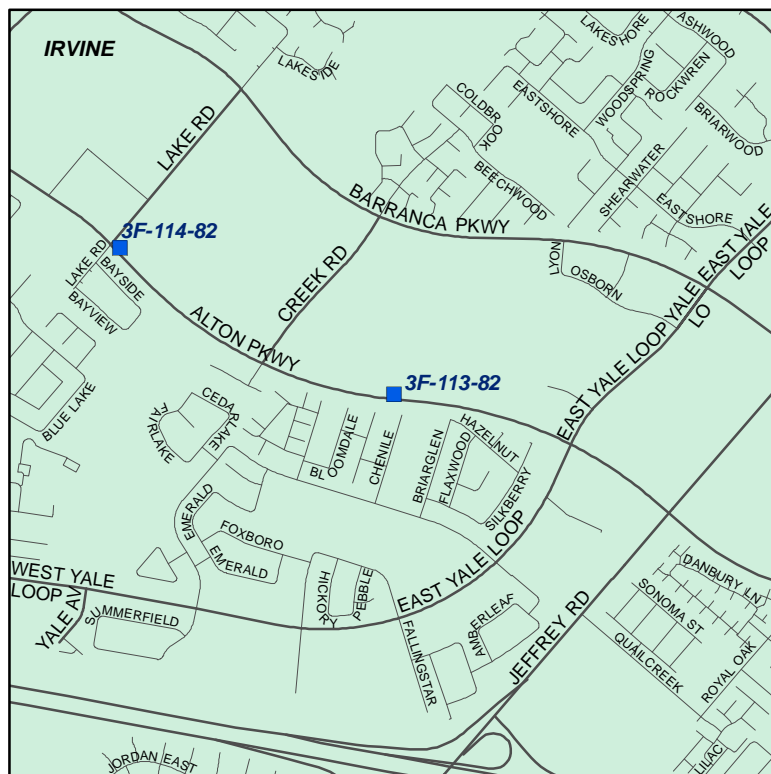 IRVINE
LAKESIDE
LAKESHORE
ASHWOOD
WOODSPRING
ROCKWREN
BRIARWOOD
EASTSHORE
COLDBROOK
BEECHWOOD
SHEARWATER
EASTSHORE
LAKE RD
BARRANCA PKWY
3F-114-82
LAKE RD
BAYSIDE
BAYVIEW
CREEK RD
ALTON PKWY
LYON
OSBORN
EAST YALE LOOP
YALE LO
EAST YALE LOOP
3F-113-82
BLUE LAKE
FAIRLAKE
CEDARLAKE
BLOOMDALE
CHENILE
BRIARGLEN
FLAXWOOD
HAZELNUT
SILKBERRY
EMERALD
FOXBORO
EMERALD
HICKORY
PEBBLE
EAST YALE LOOP
WEST YALE LOOP
YALE AV
SUMMERFIELD
FALLINGSTAR
AMBERLEAF
JEFFREY RD
DANBURY LN
SONOMA ST
QUAILCREEK
ROYAL OAK
LILAC
JORDAN EAST